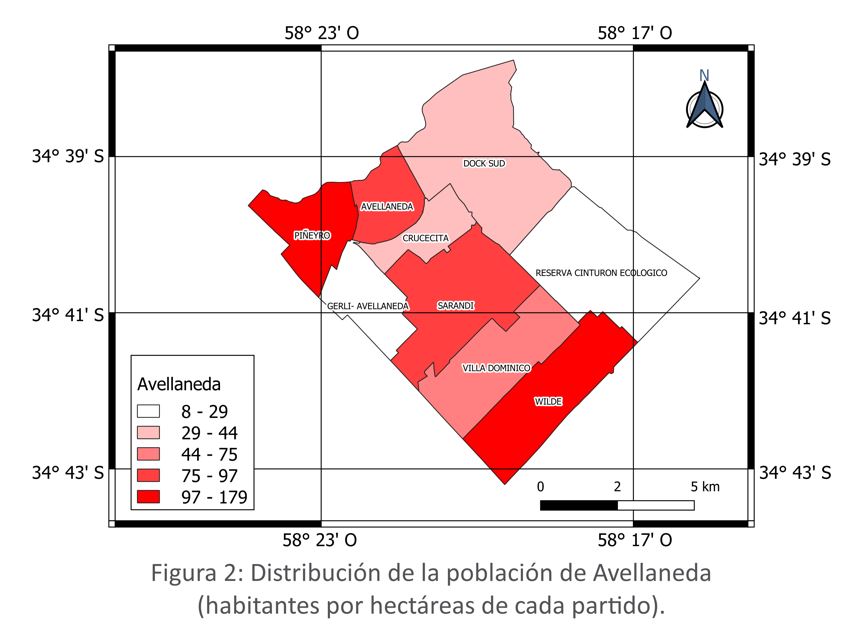 58° 23' O
58° 17' O
N
34° 39' S
34° 39' S
DOCK SUD
AVELLANEDA
PIÑEYRO
CRUCECITA
RESERVA CINTURON ECOLOGICO
GERLI- AVELLANEDA
SARANDI
34° 41' S
34° 41' S
VILLA DOMINICO
WILDE
Avellaneda
8 - 29
29 - 44
44 - 75
75 - 97
97 - 179
34° 43' S
34° 43' S
0 2 5 km
58° 23' O
58° 17' O
Figura 2: Distribución de la población de Avellaneda
(habitantes por hectáreas de cada partido).